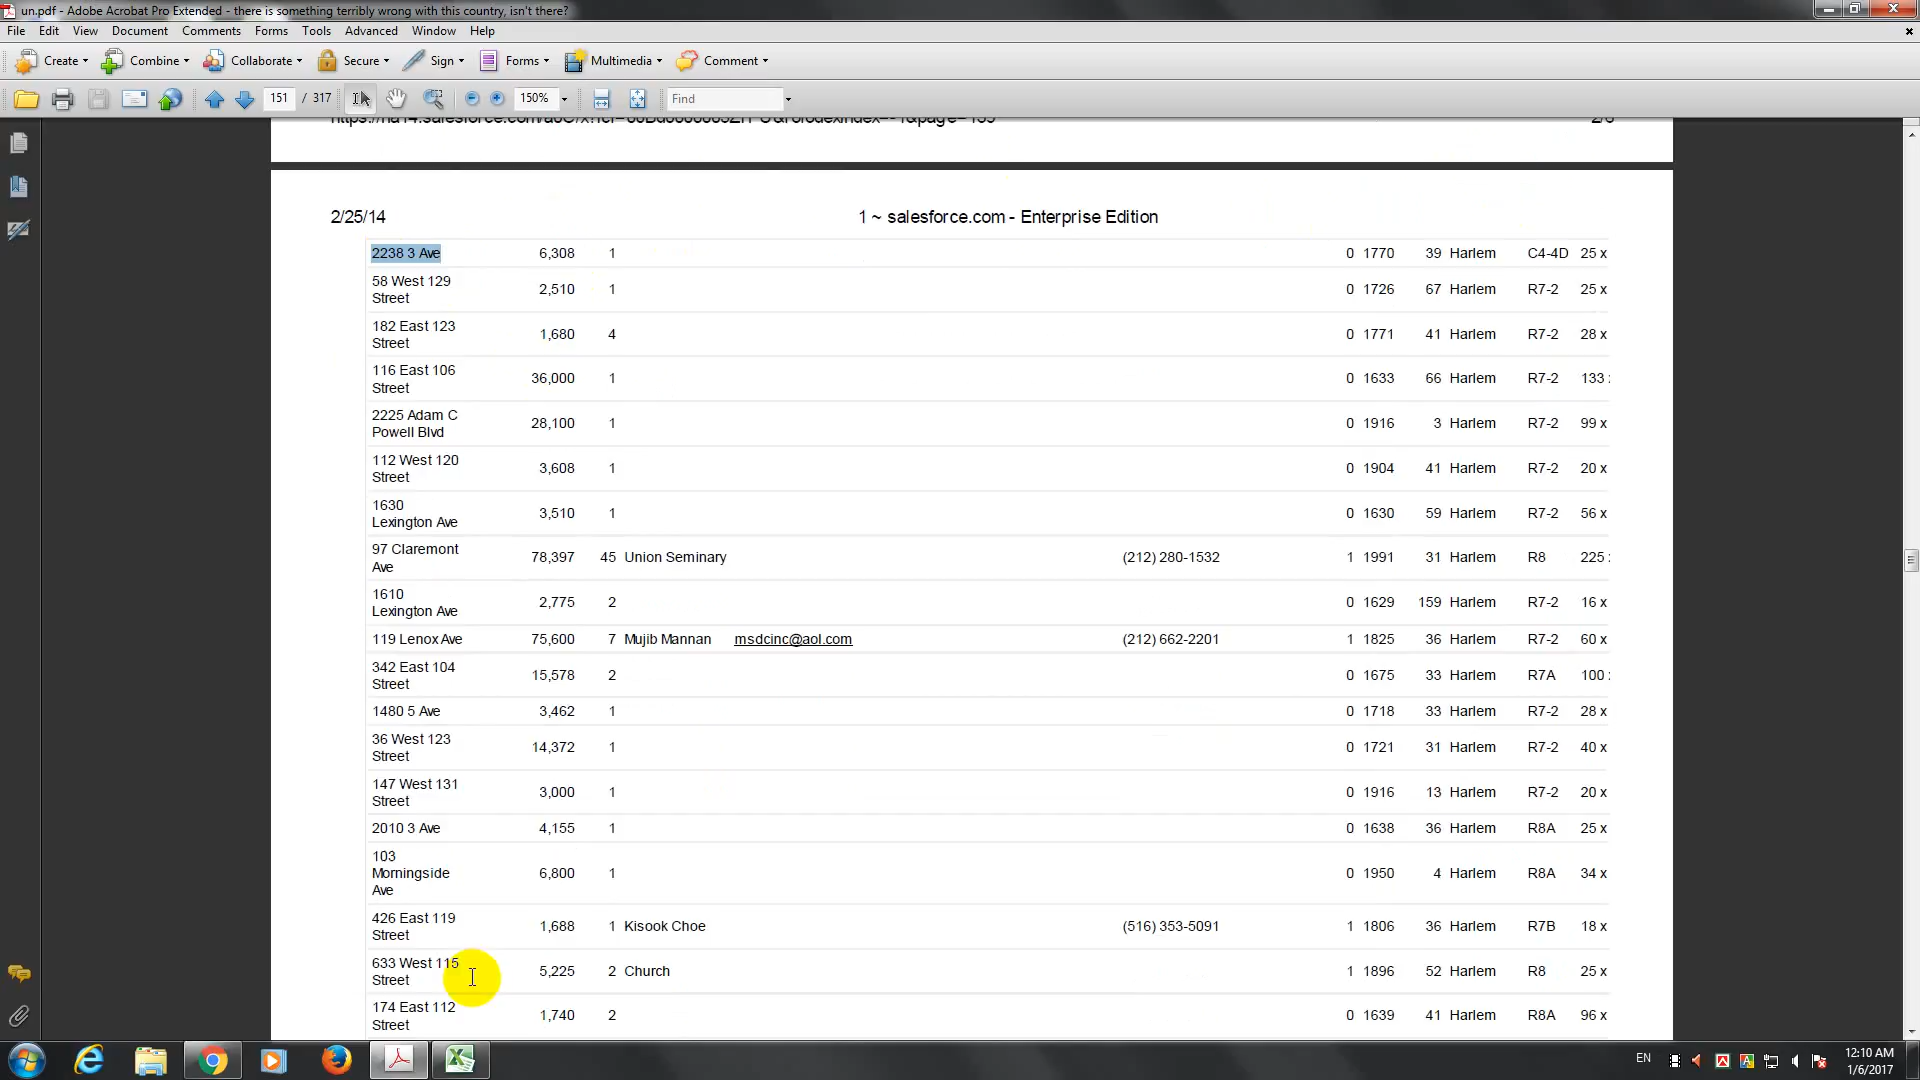 un.pdf - Adobe Acrobat Pro Extended - there is something terribly wrong with this country, isn't there?
File Edit View Document Comments Forms Tools Advanced Window Help
Create Combine Collaborate Secure Sign Forms Multimedia Comment
151 / 317 150% Find
2/25/14 1 ~ salesforce.com - Enterprise Edition
2238 3 Ave 6,308 1 0 1770 39 Harlem C4-4D 25 x
58 West 129
Street 2,510 1 0 1726 67 Harlem R7-2 25 x
182 East 123
Street 1,680 4 0 1771 41 Harlem R7-2 28 x
116 East 106
Street 36,000 1 0 1633 66 Harlem R7-2 133
2225 Adam C
Powell Blvd 28,100 1 0 1916 3 Harlem R7-2 99 x
112 West 120
Street 3,608 1 0 1904 41 Harlem R7-2 20 x
1630
Lexington Ave 3,510 1 0 1630 59 Harlem R7-2 56 x
97 Claremont
Ave 78,397 45 Union Seminary (212) 280-1532 1 1991 31 Harlem R8 225
1610
Lexington Ave 2,775 2 0 1629 159 Harlem R7-2 16 x
119 Lenox Ave 75,600 7 Mujib Mannan msdcinc@aol.com (212) 662-2201 1 1825 36 Harlem R7-2 60 x
342 East 104
Street 15,578 2 0 1675 33 Harlem R7A 100
1480 5 Ave 3,462 1 0 1718 33 Harlem R7-2 28 x
36 West 123
Street 14,372 1 0 1721 31 Harlem R7-2 40 x
147 West 131
Street 3,000 1 0 1916 13 Harlem R7-2 20 x
2010 3 Ave 4,155 1 0 1638 36 Harlem R8A 25 x
103
Morningside
Ave 6,800 1 0 1950 4 Harlem R8A 34 x
426 East 119
Street 1,688 1 Kisook Choe (516) 353-5091 1 1806 36 Harlem R7B 18 x
633 West 115
Street 5,225 2 Church 1 1896 52 Harlem R8 25 x
174 East 112
Street 1,740 2 0 1639 41 Harlem R8A 96 x
EN 12:10 AM
1/6/2017